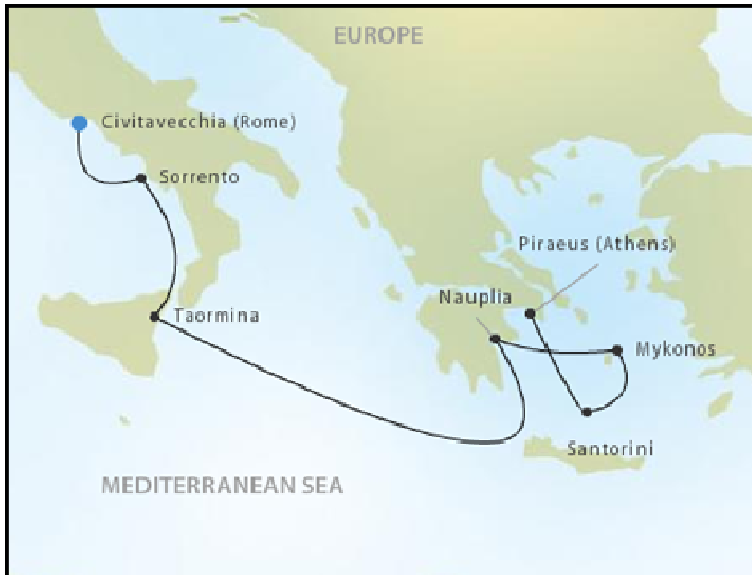 EUROPE
Civitavecchia (Rome)
Sorrento
Piraeus (Athens)
Nauplia
Taormina
Mykonos
Santorini
MEDITERRANEAN SEA